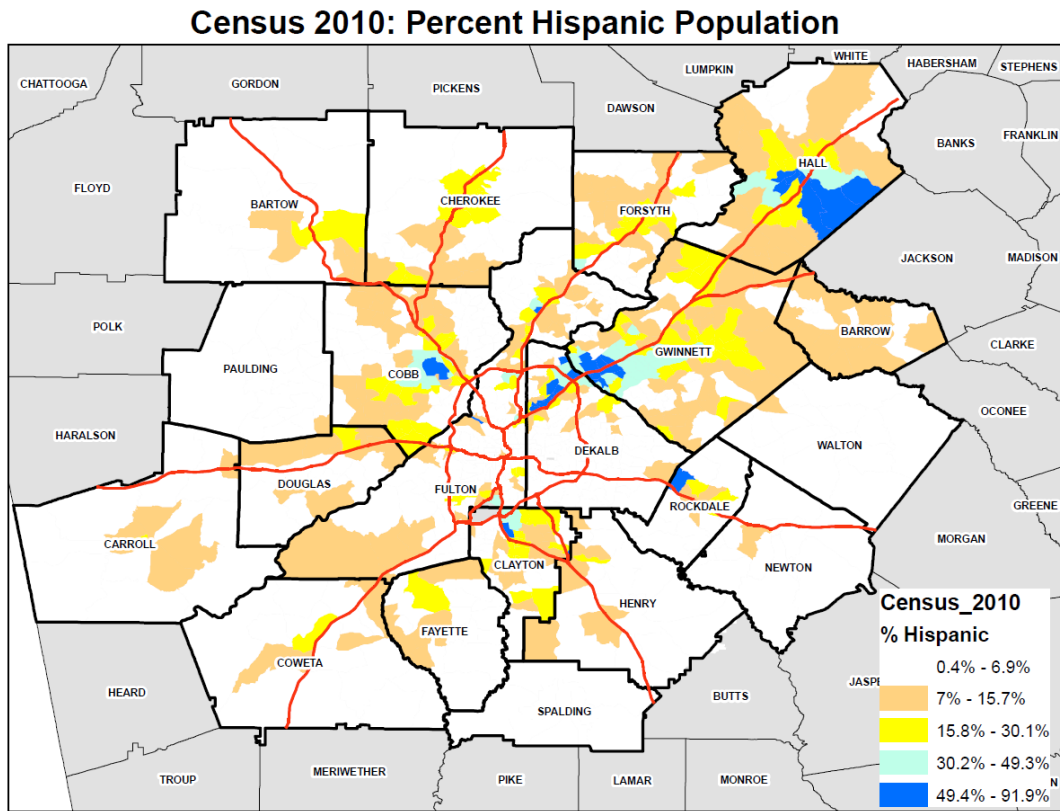 Census 2010: Percent Hispanic Population
WHITE
HABERSHAM
STEPHENS
CHATTOOGA
GORDON
PICKENS
LUMPKIN
DAWSON
BANKS
FRANKLIN
FLOYD
HALL
BARTOW
CHEROKEE
FORSYTH
JACKSON
MADISON
POLK
BARROW
CLARKE
GWINNETT
PAULDING
COBB
OCONEE
HARALSON
WALTON
DEKALB
DOUGLAS
FULTON
ROCKDALE
GREENE
CARROLL
MORGAN
CLAYTON
NEWTON
HENRY
FAYETTE
COWETA
HEARD
SPALDING
BUTTS
JASPE
TROUP
MERIWETHER
PIKE
LAMAR
MONROE
Census_2010
% Hispanic
0.4% - 6.9%
7% - 15.7%
15.8% - 30.1%
30.2% - 49.3%
49.4% - 91.9%
N